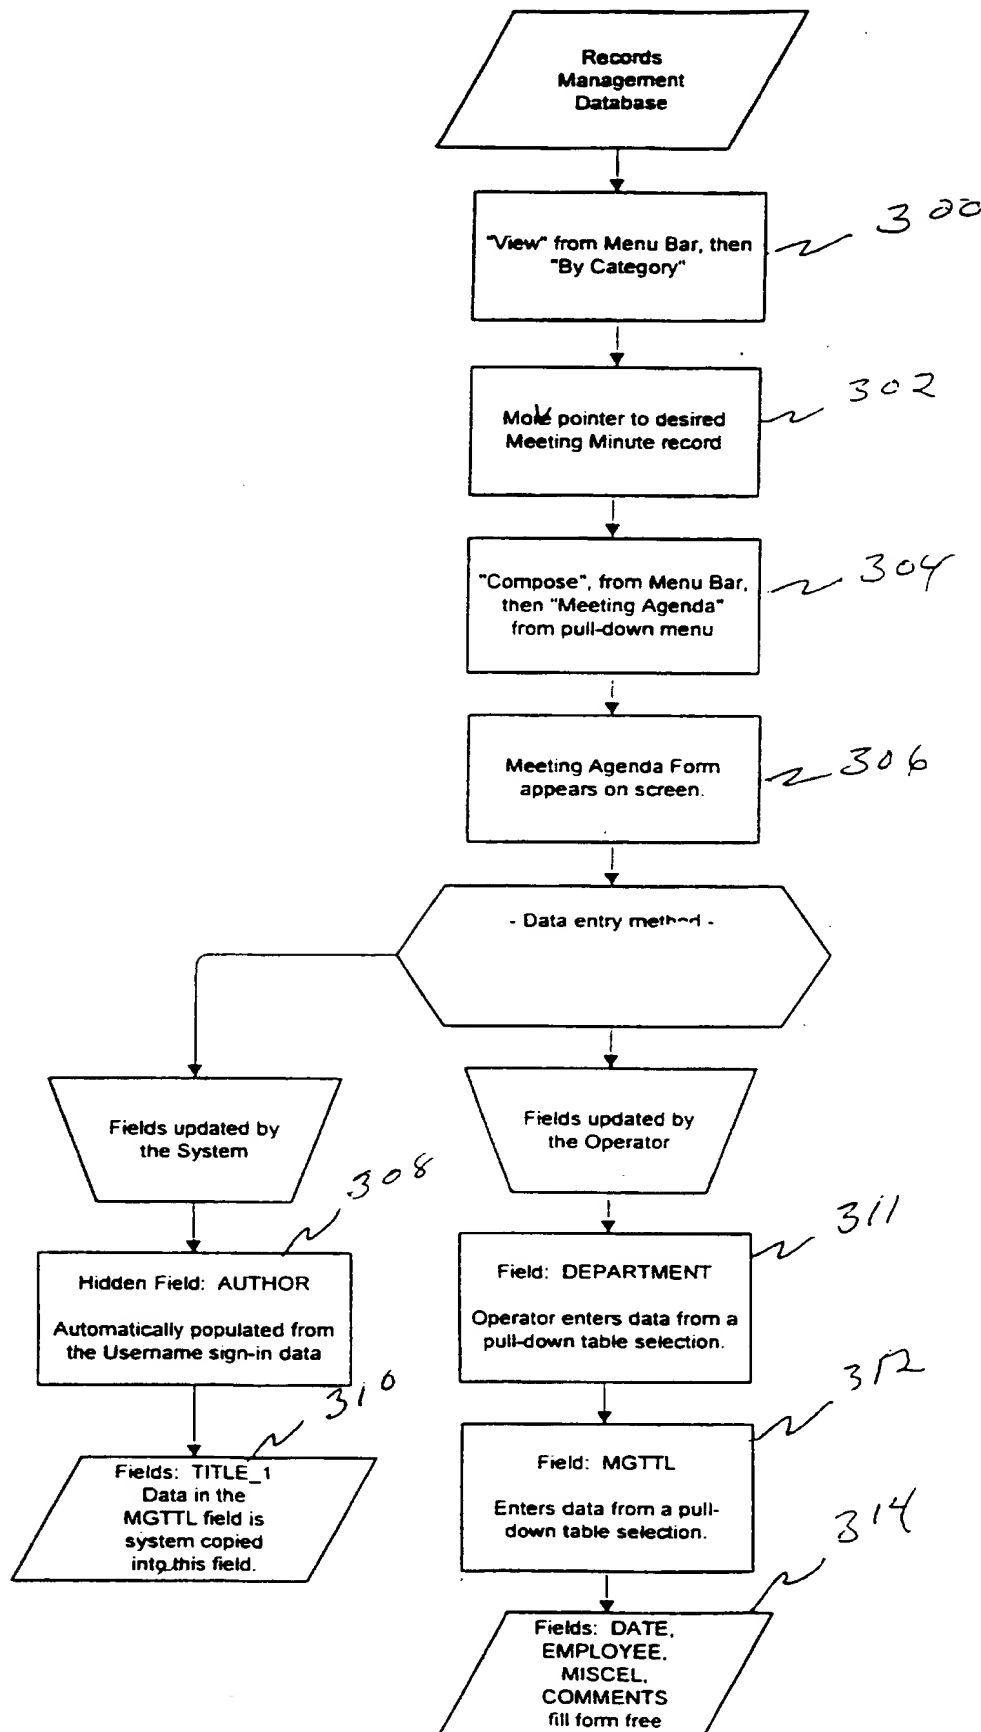 Records
Management
Database
"View" from Menu Bar, then
"By Category"
300
Move pointer to desired
Meeting Minute record
302
"Compose", from Menu Bar,
then "Meeting Agenda"
from pull-down menu
304
Meeting Agenda Form
appears on screen.
306
- Data entry method -
Fields updated by
the System
Fields updated by
the Operator
308
Hidden Field: AUTHOR
Automatically populated from
the Username sign-in data
311
Field: DEPARTMENT
Operator enters data from a
pull-down table selection.
310
Fields: TITLE_1
Data in the
MGTTL field is
system copied
into this field.
312
Field: MGTTL
Enters data from a pull-
down table selection.
314
Fields: DATE,
EMPLOYEE,
MISCEL,
COMMENTS
fill form free